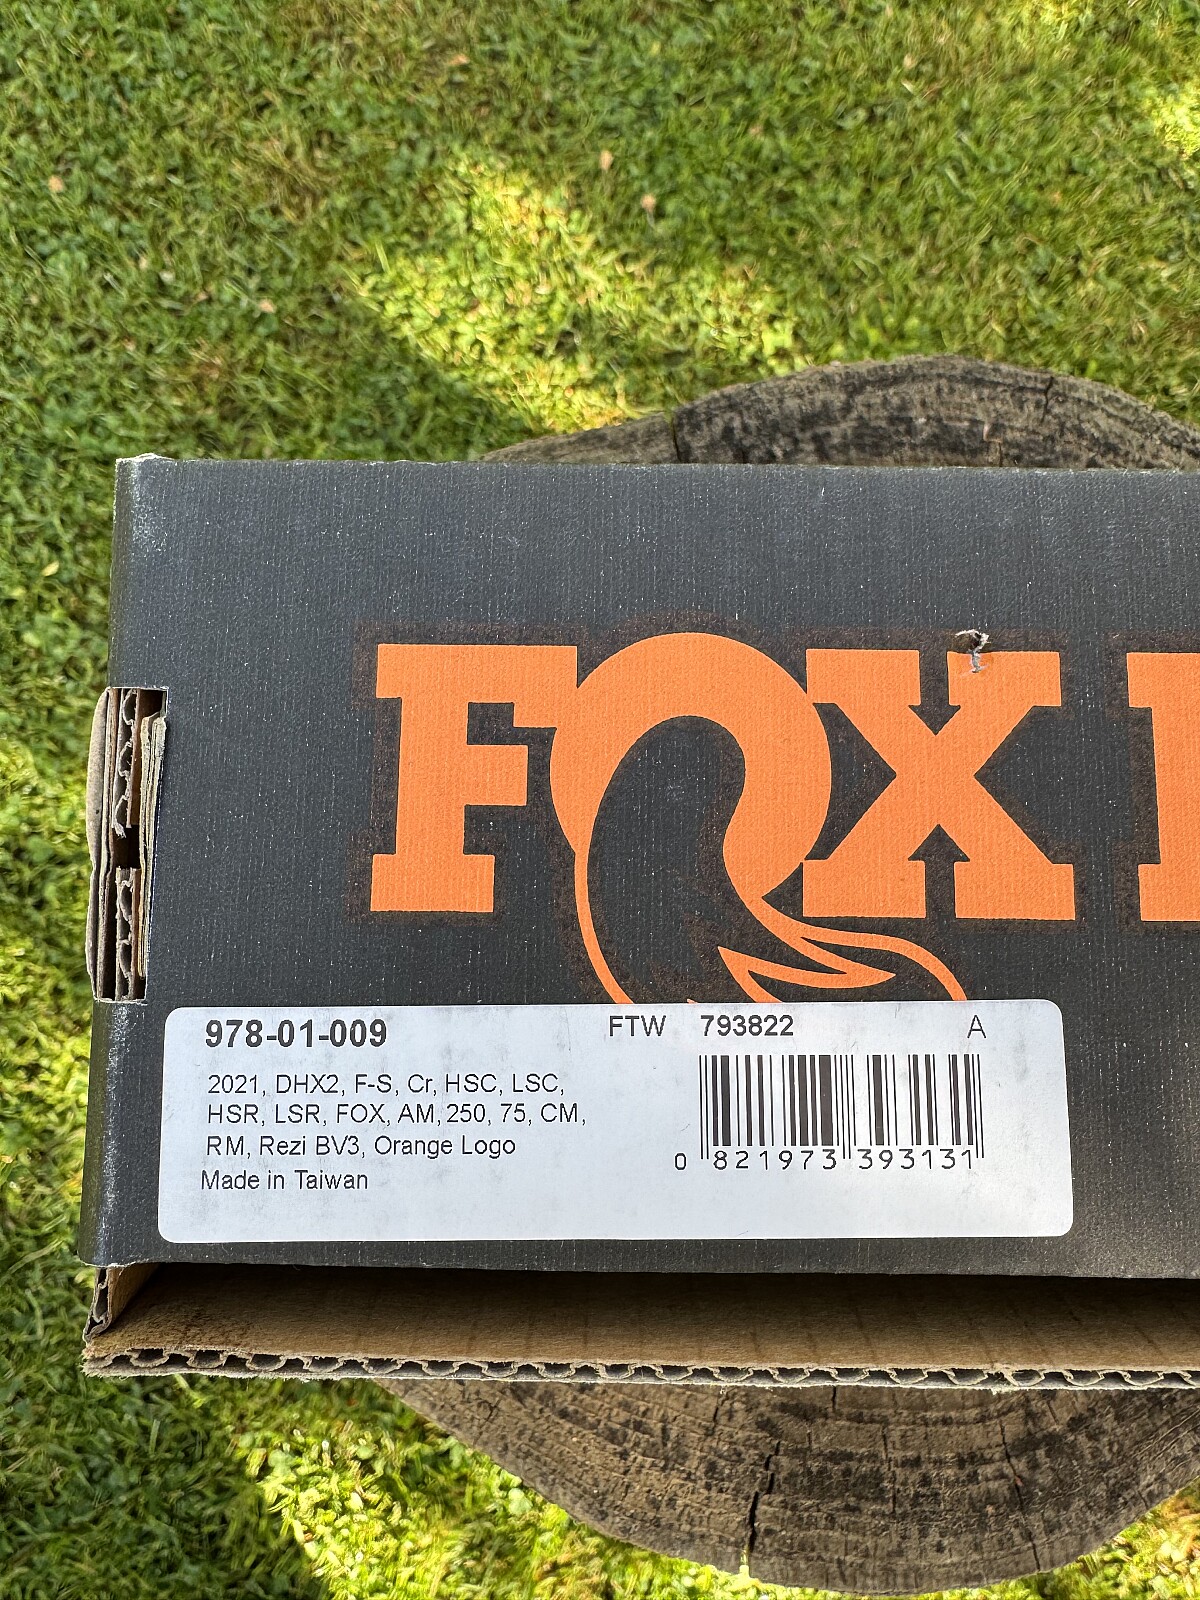 FOX
978-01-009 FTW 793822 A
2021, DHX2, F-S, Cr, HSC, LSC,
HSR, LSR, FOX, AM, 250, 75, CM,
RM, Rezi BV3, Orange Logo
Made in Taiwan
0 821973 393131